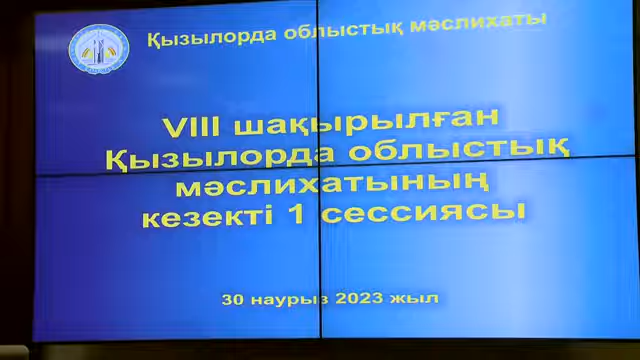 Қызылорда облыстық мәслихаты
VIII шақырылған
Қызылорда облыстық
мәслихатының
кезекті 1 сессиясы
30 наурыз 2023 жыл